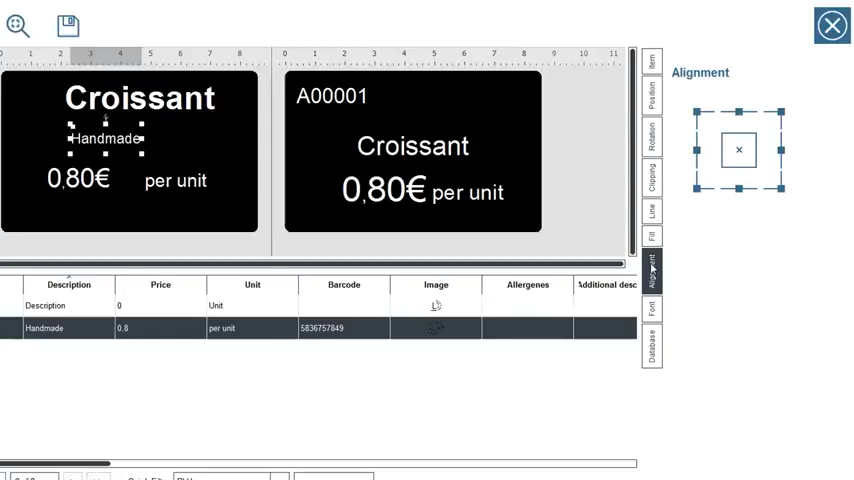 0 1 2 3 4 5 6 7 8
0 1 2 3 4 5 6 7 8 9 10 11
Croissant
Handmade
0,80€ per unit
A00001
Croissant
0,80€ per unit
Item
Position
Rotation
Clipping
Line
Fill
Alignment
Font
Database
Alignment
Description Price Unit Barcode Image Allergenes Additional desc
Description 0 Unit
Handmade 0,8 per unit 5836757849